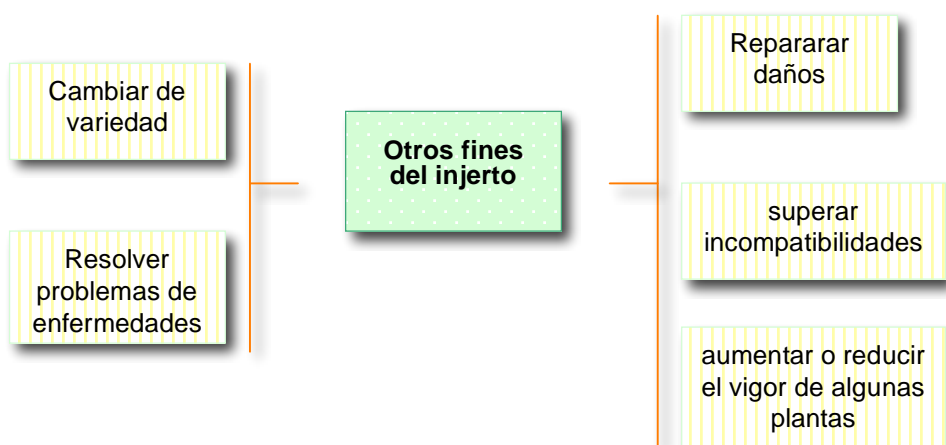 Cambiar de
variedad
Resolver
problemas de
enfermedades
Otros fines
del injerto
Repararar
daños
superar
incompatibilidades
aumentar o reducir
el vigor de algunas
plantas